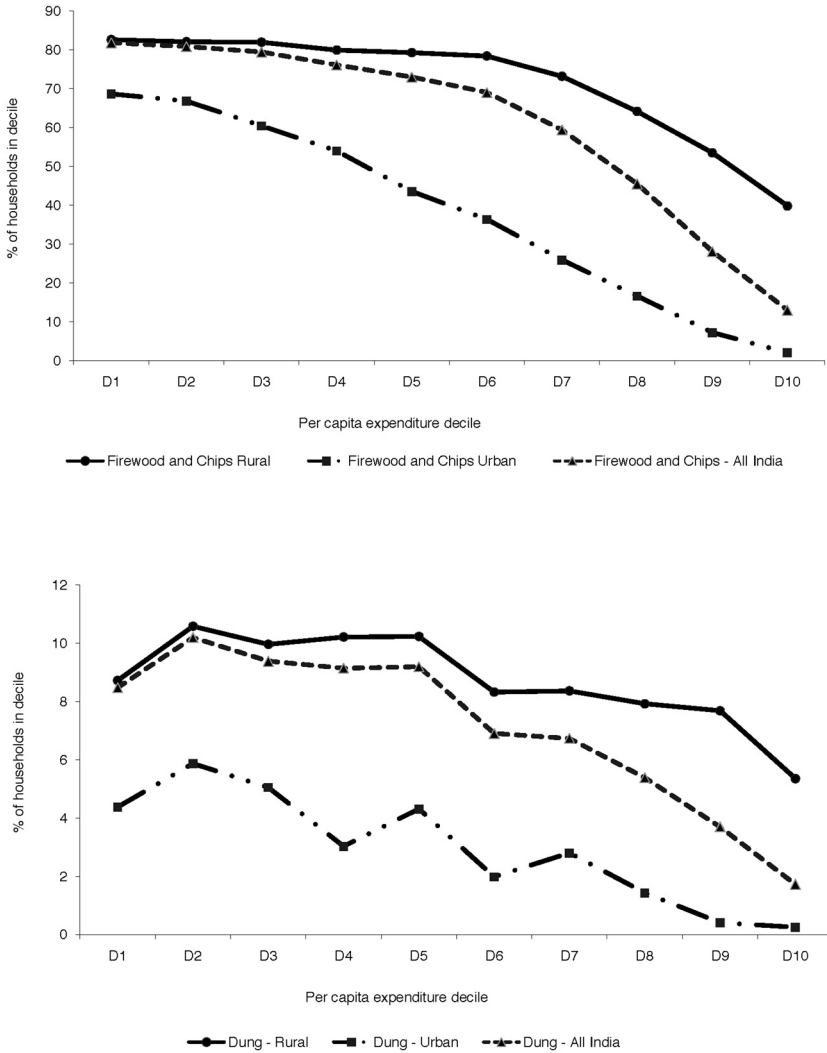 90
80
70
60
50
40
30
20
10
0
% of households in decile
D1 D2 D3 D4 D5 D6 D7 D8 D9 D10
Per capita expenditure decile
Firewood and Chips Rural Firewood and Chips Urban Firewood and Chips - All India
12
10
8
6
4
2
0
% of households in decile
D1 D2 D3 D4 D5 D6 D7 D8 D9 D10
Per capita expenditure decile
Dung - Rural Dung - Urban Dung - All India